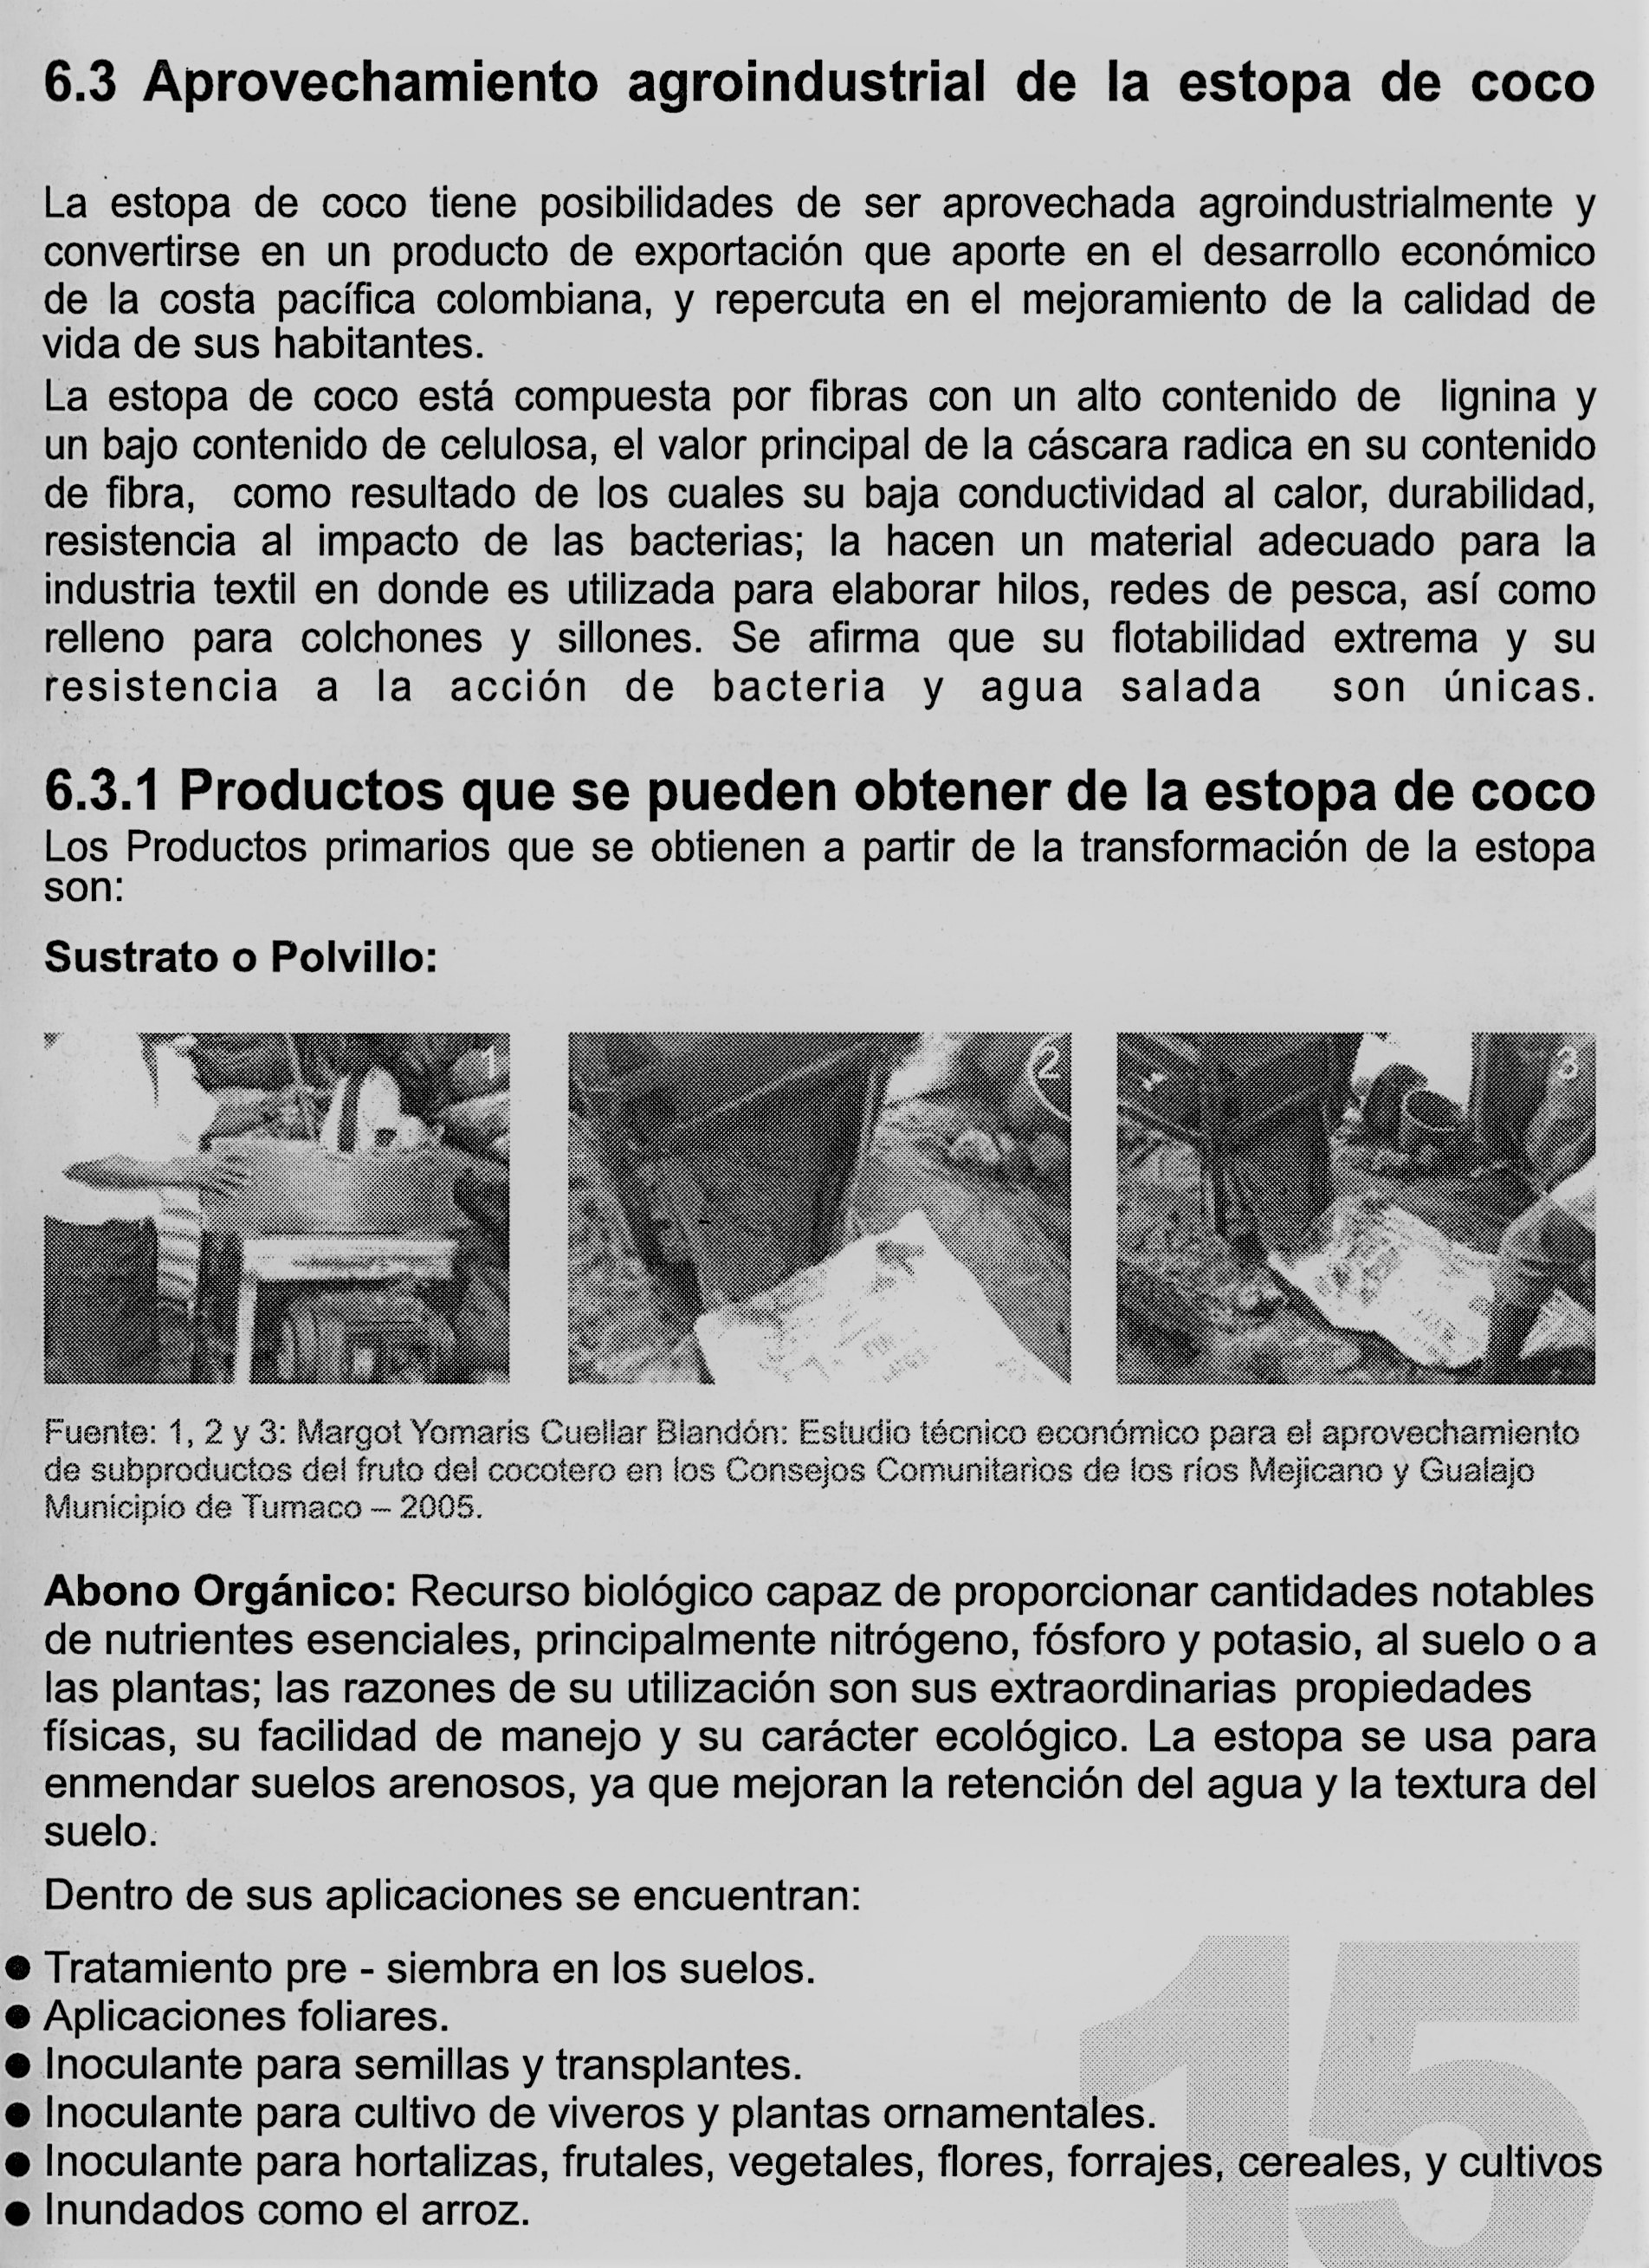 6.3 Aprovechamiento agroindustrial de la estopa de coco
La estopa de coco tiene posibilidades de ser aprovechada agroindustrialmente y
convertirse en un producto de exportación que aporte en el desarrollo económico
de la costa pacífica colombiana, y repercuta en el mejoramiento de la calidad de
vida de sus habitantes.
La estopa de coco está compuesta por fibras con un alto contenido de lignina y
un bajo contenido de celulosa, el valor principal de la cáscara radica en su contenido
de fibra, como resultado de los cuales su baja conductividad al calor, durabilidad,
resistencia al impacto de las bacterias; la hacen un material adecuado para la
industria textil en donde es utilizada para elaborar hilos, redes de pesca, así como
relleno para colchones y sillones. Se afirma que su flotabilidad extrema y su
resistencia a la acción de bacteria y agua salada son únicas.
6.3.1 Productos que se pueden obtener de la estopa de coco
Los Productos primarios que se obtienen a partir de la transformación de la estopa
son:
Sustrato o Polvillo:
1
2
3
Fuente: 1, 2 y 3: Margot Yomaris Cuellar Blandón: Estudio técnico económico para el aprovechamiento
de subproductos del fruto del cocotero en los Consejos Comunitarios de los ríos Mejicano y Gualajo
Municipio de Tumaco – 2005.
Abono Orgánico: Recurso biológico capaz de proporcionar cantidades notables
de nutrientes esenciales, principalmente nitrógeno, fósforo y potasio, al suelo o a
las plantas; las razones de su utilización son sus extraordinarias propiedades
físicas, su facilidad de manejo y su carácter ecológico. La estopa se usa para
enmendar suelos arenosos, ya que mejoran la retención del agua y la textura del
suelo.
Dentro de sus aplicaciones se encuentran:
● Tratamiento pre - siembra en los suelos.
● Aplicaciones foliares.
● Inoculante para semillas y transplantes.
● Inoculante para cultivo de viveros y plantas ornamentales.
● Inoculante para hortalizas, frutales, vegetales, flores, forrajes, cereales, y cultivos
● Inundados como el arroz.
15